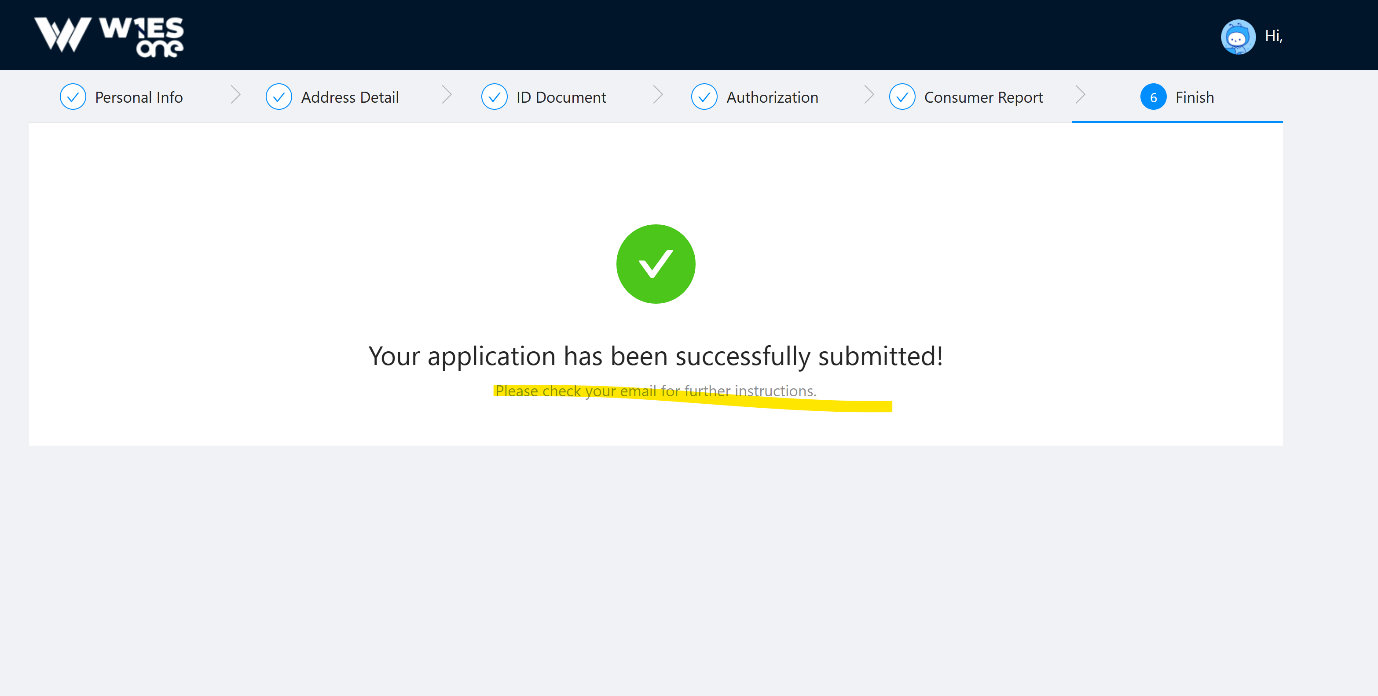 W1ES
one
Hi,
Personal Info
Address Detail
ID Document
Authorization
Consumer Report
6 Finish
Your application has been successfully submitted!
Please check your email for further instructions.